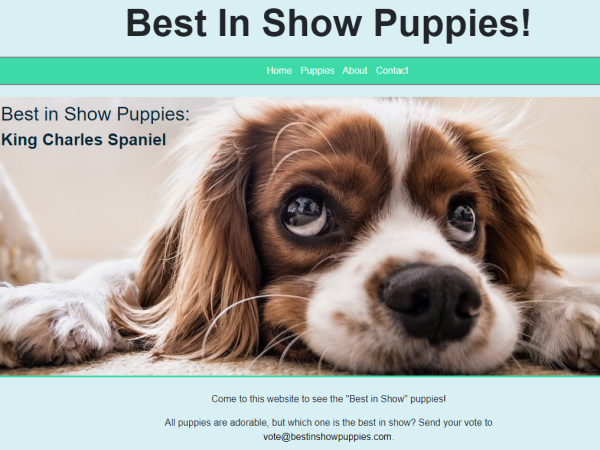 Best In Show Puppies!
Home Puppies About Contact
Best in Show Puppies:
King Charles Spaniel
Come to this website to see the "Best in Show" puppies!
All puppies are adorable, but which one is the best in show? Send your vote to
vote@bestinshowpuppies.com.